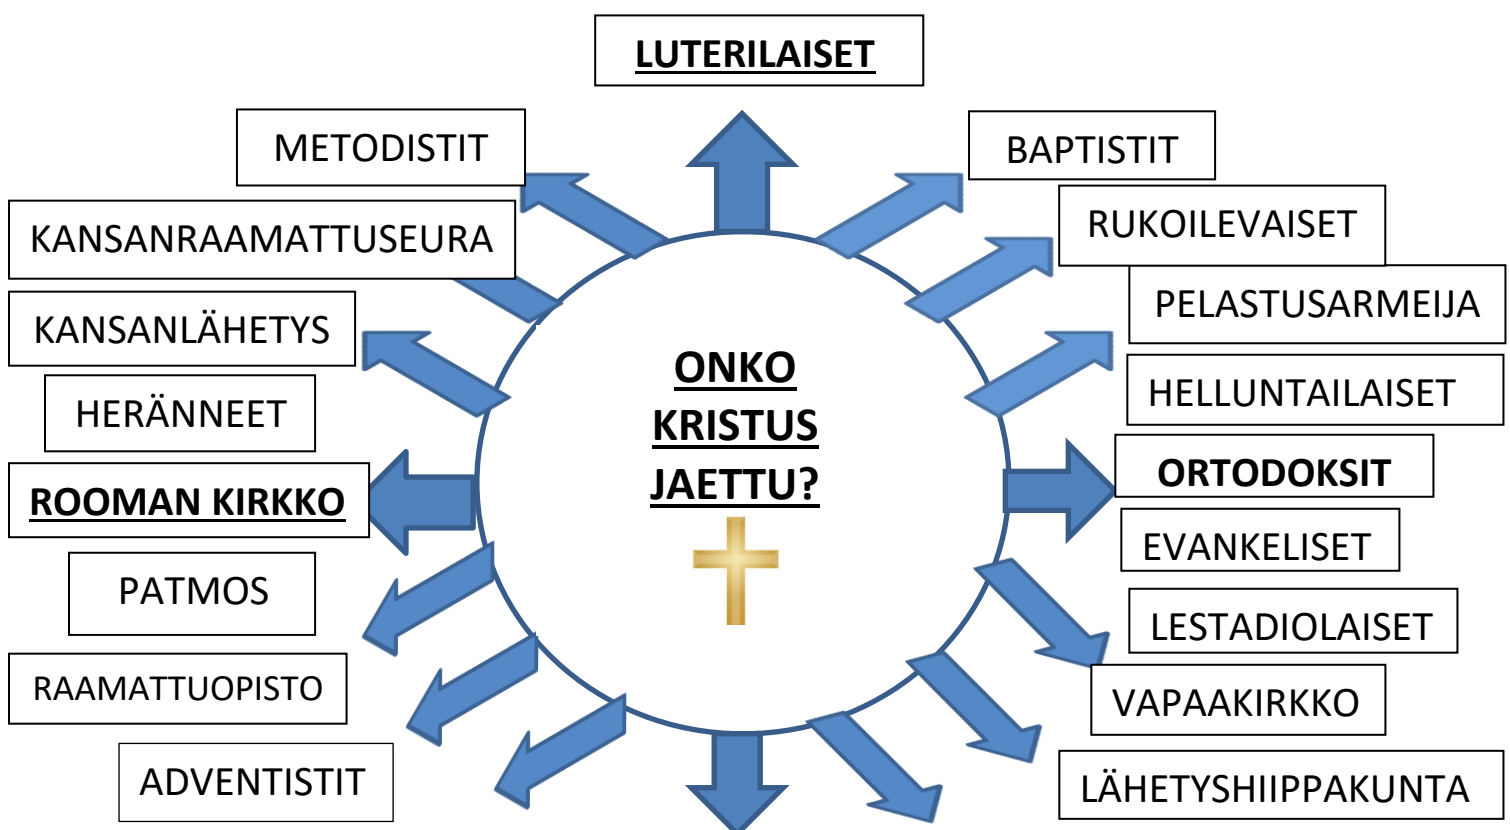 LUTERILAISET
METODISTIT
BAPTISTIT
KANSANRAAMATTUSEURA
RUKOILEVAISET
KANSANLÄHETYS
PELASTUSARMEIJA
HERÄNNEET
HELLUNTAILAISET
ONKO
KRISTUS
JAETTU?
ROOMAN KIRKKO
ORTODOKSIT
EVANKELISET
PATMOS
LESTADIOLAISET
RAAMATTUOPISTO
VAPAAKIRKKO
ADVENTISTIT
LÄHETYSHIIPPAKUNTA